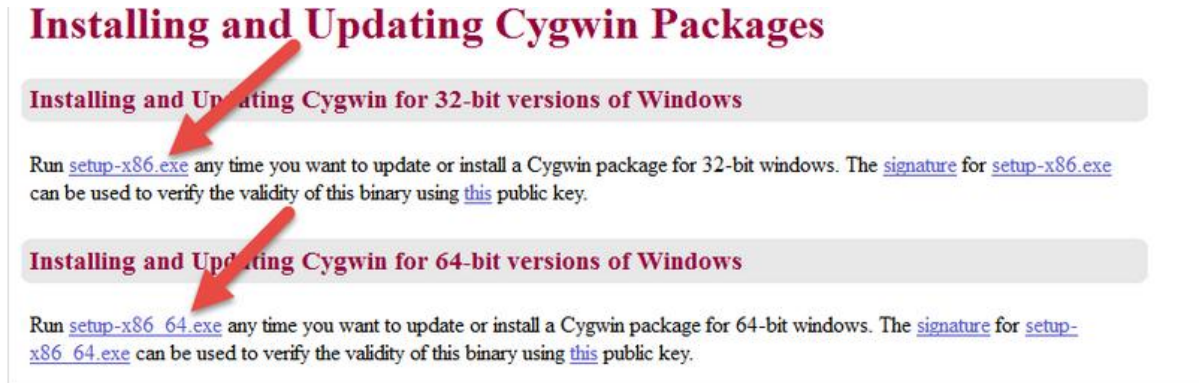 Installing and Updating Cygwin Packages
Installing and Updating Cygwin for 32-bit versions of Windows
Run setup-x86.exe any time you want to update or install a Cygwin package for 32-bit windows. The signature for setup-x86.exe
can be used to verify the validity of this binary using this public key.
Installing and Updating Cygwin for 64-bit versions of Windows
Run setup-x86_64.exe any time you want to update or install a Cygwin package for 64-bit windows. The signature for setup-
x86_64.exe can be used to verify the validity of this binary using this public key.